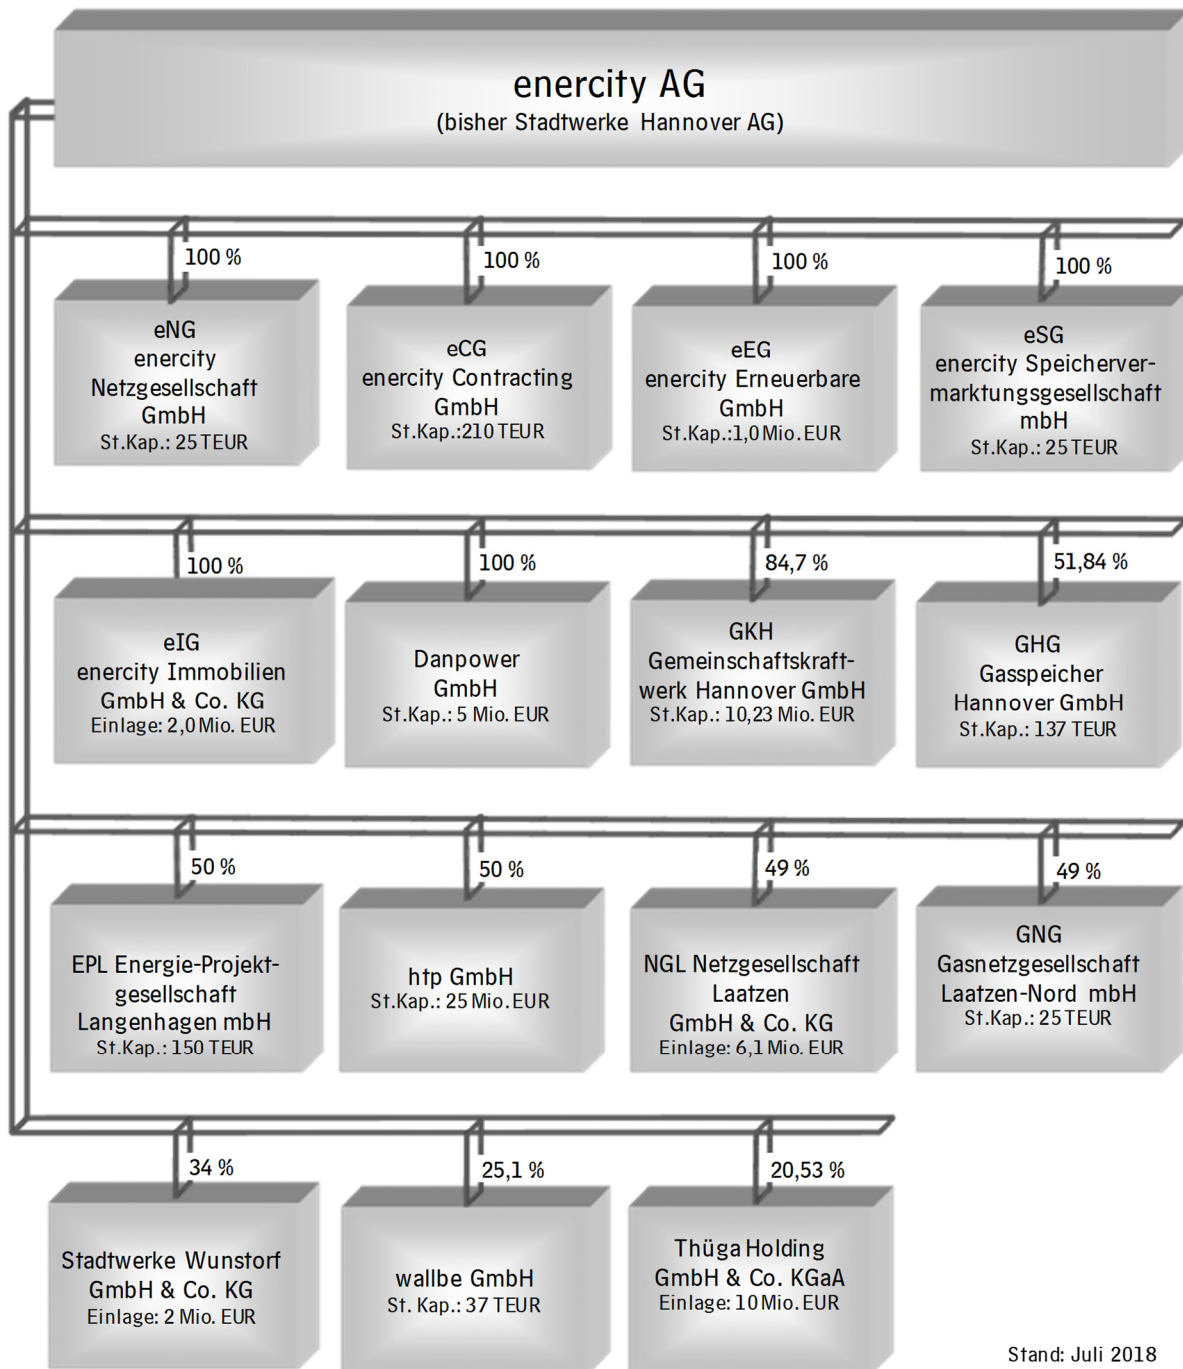 enercity AG
(bisher Stadtwerke Hannover AG)
100 %
100 %
100 %
100 %
eNG
enercity
Netzgesellschaft
GmbH
St.Kap.: 25 TEUR
eCG
enercity Contracting
GmbH
St.Kap.:210 TEUR
eEG
enercity Erneuerbare
GmbH
St.Kap.:1,0 Mio. EUR
eSG
enercity Speicherver-
marktungsgesellschaft
mbH
St.Kap.: 25 TEUR
100 %
100 %
84,7 %
51,84 %
eIG
enercity Immobilien
GmbH & Co. KG
Einlage: 2,0 Mio. EUR
Danpower
GmbH
St.Kap.: 5 Mio. EUR
GKH
Gemeinschaftskraft-
werk Hannover GmbH
St.Kap.: 10,23 Mio. EUR
GHG
Gasspeicher
Hannover GmbH
St.Kap.: 137 TEUR
50 %
50 %
49 %
49 %
EPL Energie-Projekt-
gesellschaft
Langenhagen mbH
St.Kap.: 150 TEUR
htp GmbH
St.Kap.: 25 Mio. EUR
NGL Netzgesellschaft
Laatzen
GmbH & Co. KG
Einlage: 6,1 Mio. EUR
GNG
Gasnetzgesellschaft
Laatzen-Nord mbH
St.Kap.: 25 TEUR
34 %
25,1 %
20,53 %
Stadtwerke Wunstorf
GmbH & Co. KG
Einlage: 2 Mio. EUR
wallbe GmbH
St. Kap.: 37 TEUR
Thüga Holding
GmbH & Co. KGaA
Einlage: 10 Mio. EUR
Stand: Juli 2018